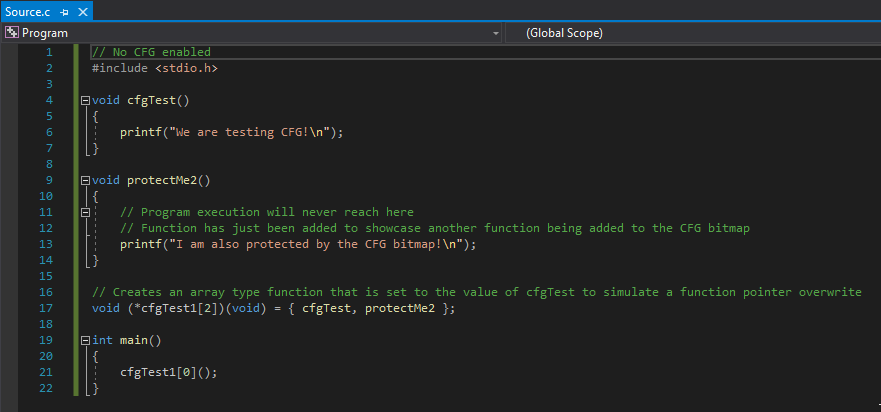 Source.c
Program (Global Scope)
1 // No CFG enabled
2 #include <stdio.h>
3
4 void cfgTest()
5 {
6 printf("We are testing CFG!\n");
7 }
8
9 void protectMe2()
10 {
11 // Program execution will never reach here
12 // Function has just been added to showcase another function being added to the CFG bitmap
13 printf("I am also protected by the CFG bitmap!\n");
14 }
15
16 // Creates an array type function that is set to the value of cfgTest to simulate a function pointer overwrite
17 void (*cfgTest1[2])(void) = { cfgTest, protectMe2 };
18
19 int main()
20 {
21 cfgTest1[0]();
22 }